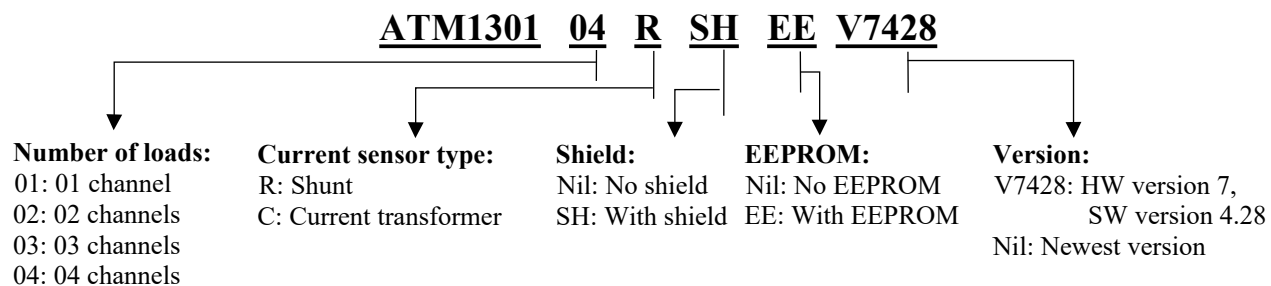 ATM1301 04 R SH EE V7428
Number of loads:
01: 01 channel
02: 02 channels
03: 03 channels
04: 04 channels
Current sensor type:
R: Shunt
C: Current transformer
Shield:
Nil: No shield
SH: With shield
EEPROM:
Nil: No EEPROM
EE: With EEPROM
Version:
V7428: HW version 7,
SW version 4.28
Nil: Newest version